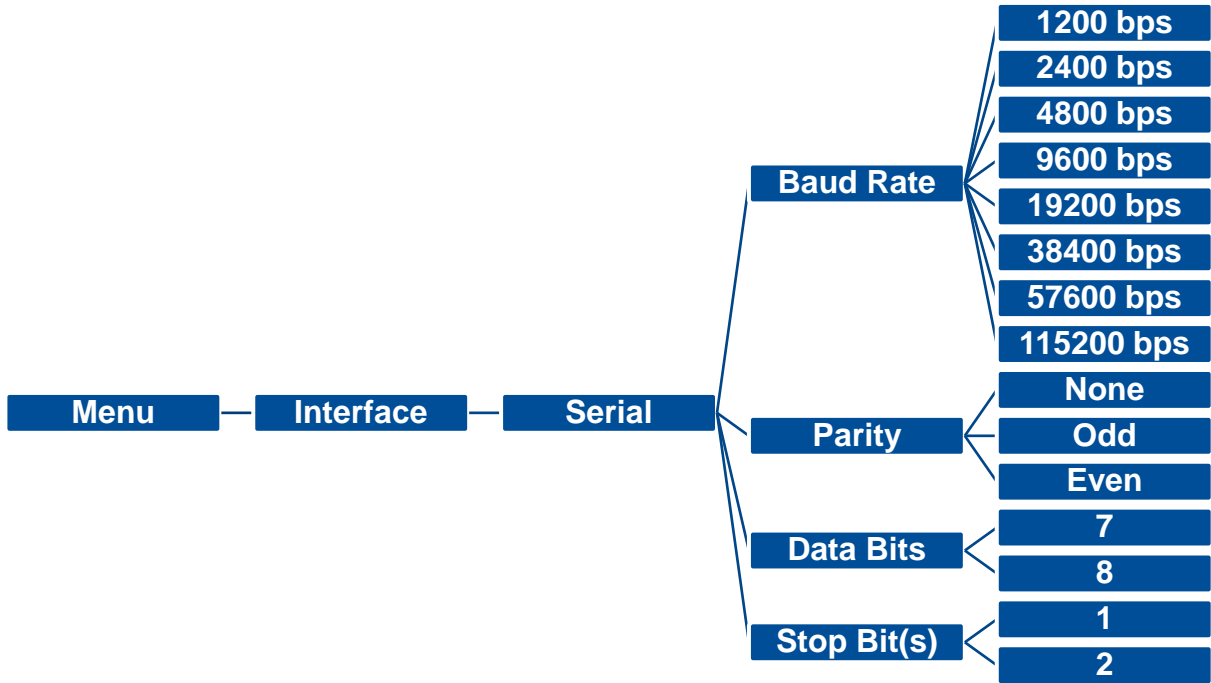 1200 bps
2400 bps
4800 bps
9600 bps
Baud Rate
19200 bps
38400 bps
57600 bps
115200 bps
None
Menu
Interface
Serial
Parity
Odd
Even
7
Data Bits
8
1
Stop Bit(s)
2